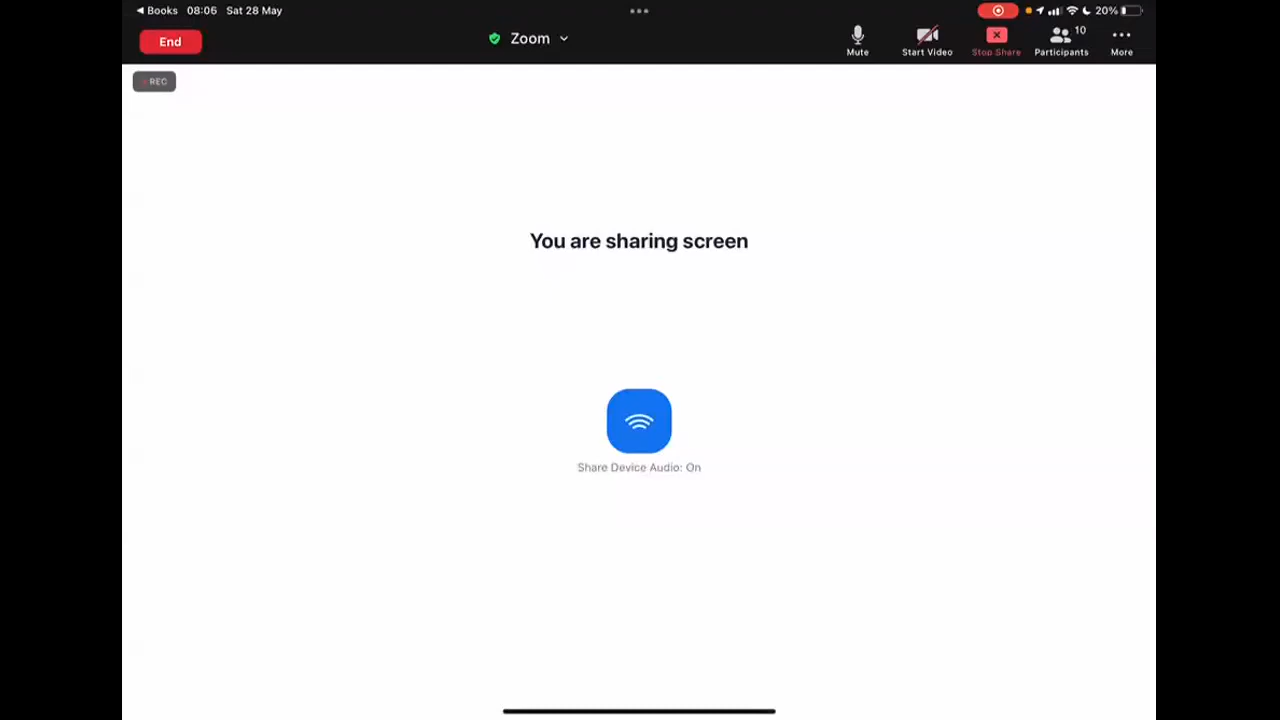 Books 08:06 Sat 28 May
20%
End
Zoom
Mute
Start Video
Stop Share
10
Participants
More
REC
You are sharing screen
Share Device Audio: On